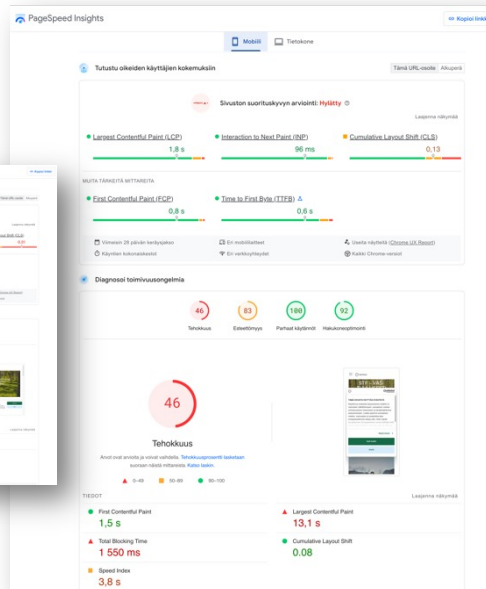 PageSpeed Insights
Kopioi linkki
Mobiili
Tietokone
Tutustu oikeiden käyttäjien kokemuksiin
Tämä URL-osoite
Alkuperä
Sivuston suorituskyvyn arviointi: Hylätty
Laajenna näkymää
Largest Contentful Paint (LCP)
1,8 s
Interaction to Next Paint (INP)
96 ms
Cumulative Layout Shift (CLS)
0,13
MUITA TÄRKEITÄ MITTAREITA
First Contentful Paint (FCP)
0,8 s
Time to First Byte (TTFB)
0,6 s
Viimeisin 28 päivän keräysjakso
Eri mobiililaitteet
Useita näytteitä (Chrome UX Report)
Käyntien kokonaiskestot
Eri verkkoyhteydet
Kaikki Chrome-versiot
Diagnosoi toimivuusongelmia
46
Tehokkuus
83
Esteettömyys
100
Parhaat käytännöt
92
Hakukoneoptimointi
46
Tehokkuus
Arvot ovat arvioita ja voivat vaihdella. Tehokkuusprosentti lasketaan
suoraan näistä mittareista. Katso laskin.
0–49
50–89
90–100
TIEDOT
Laajenna näkymää
First Contentful Paint
1,5 s
Largest Contentful Paint
13,1 s
Total Blocking Time
1 550 ms
Cumulative Layout Shift
0.08
Speed Index
3,8 s